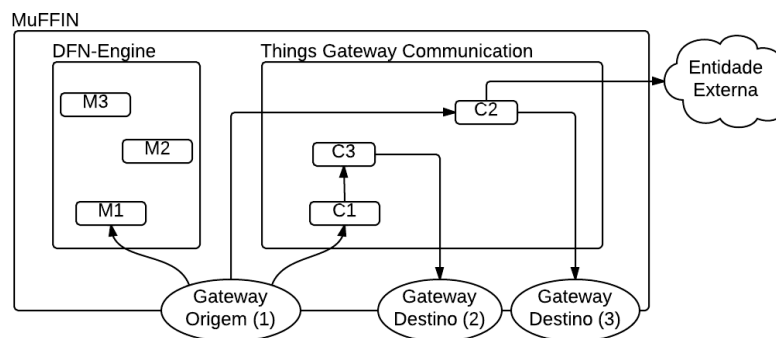 MuFFIN
DFN-Engine
Things Gateway Communication
Entidade
Externa
M3
C2
M2
C3
M1
C1
Gateway
Origem (1)
Gateway
Destino (2)
Gateway
Destino (3)